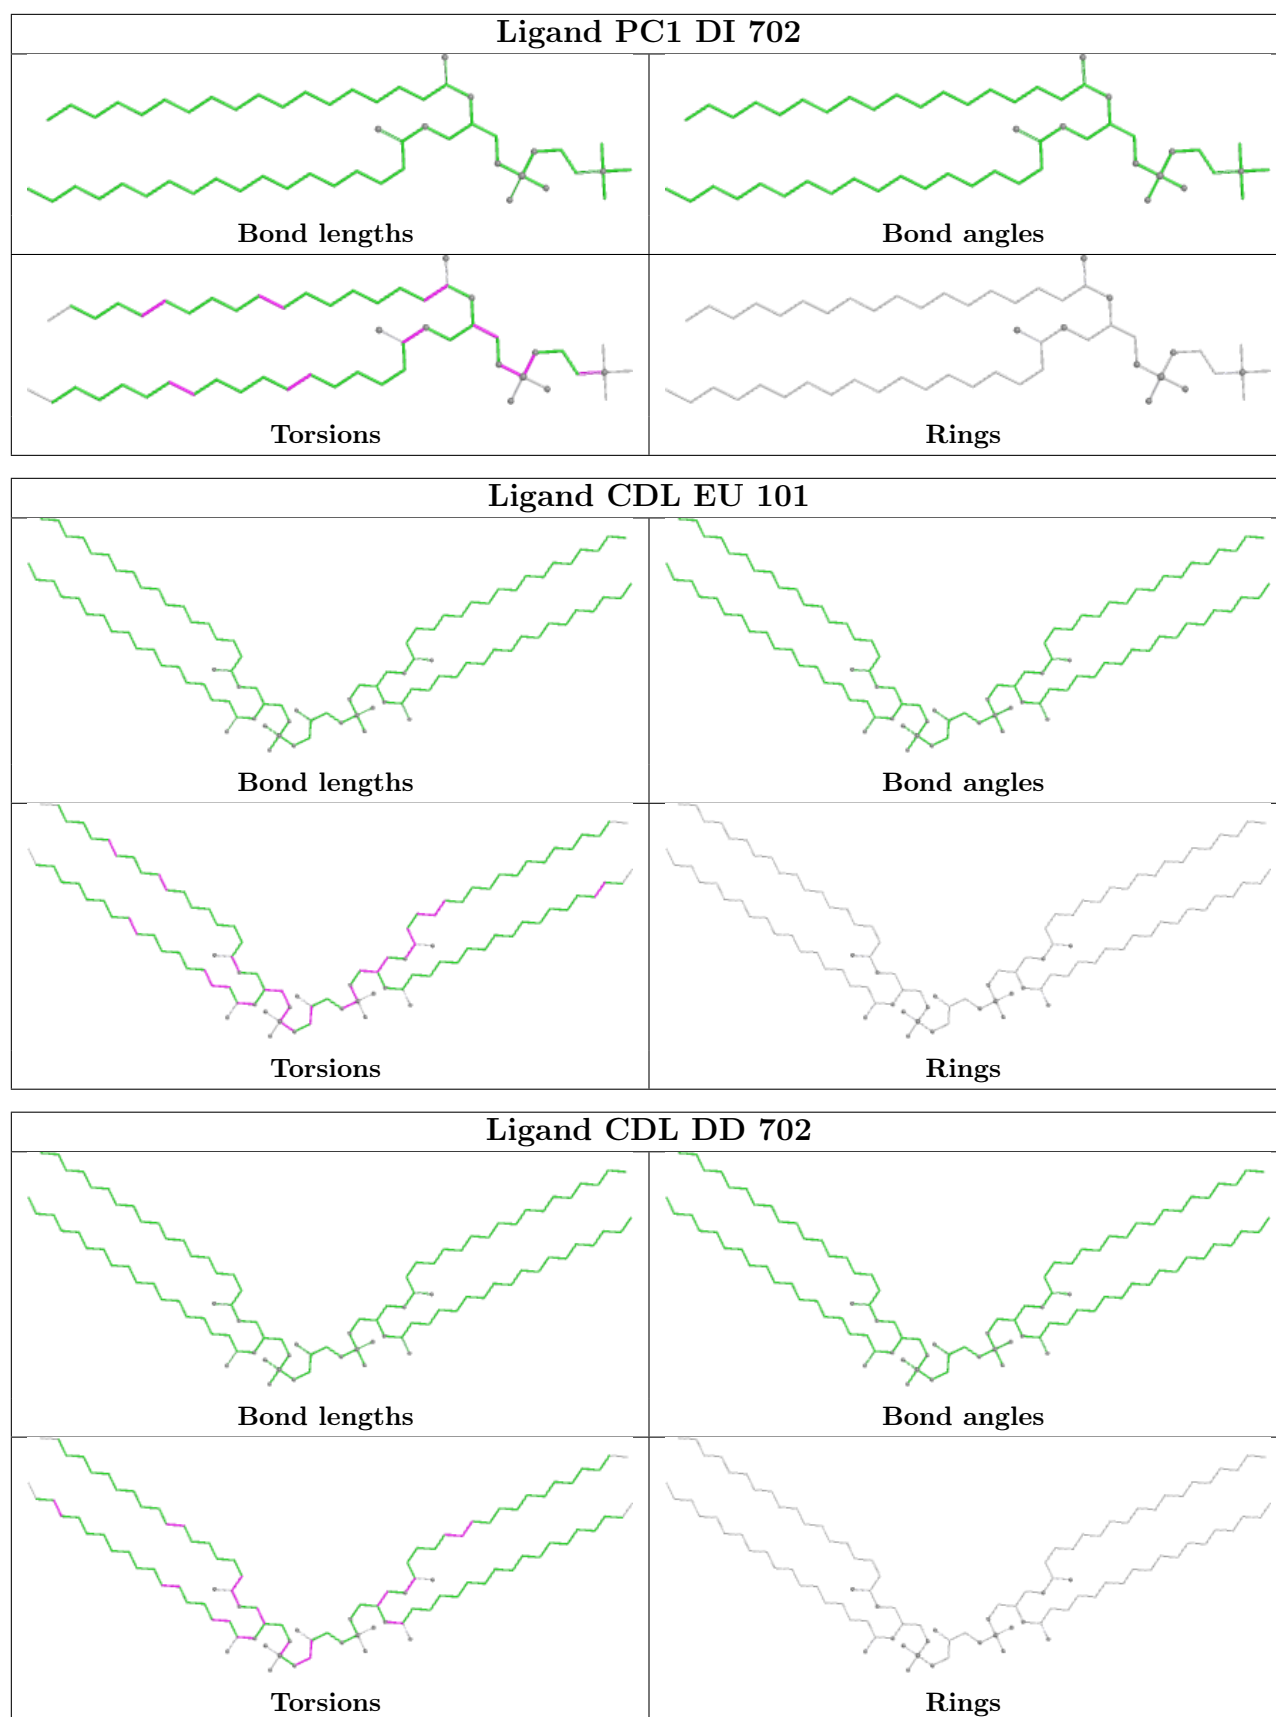 Ligand PC1 DI 702
Bond lengths
Bond angles
Torsions
Rings
Ligand CDL EU 101
Bond lengths
Bond angles
Torsions
Rings
Ligand CDL DD 702
Bond lengths
Bond angles
Torsions
Rings